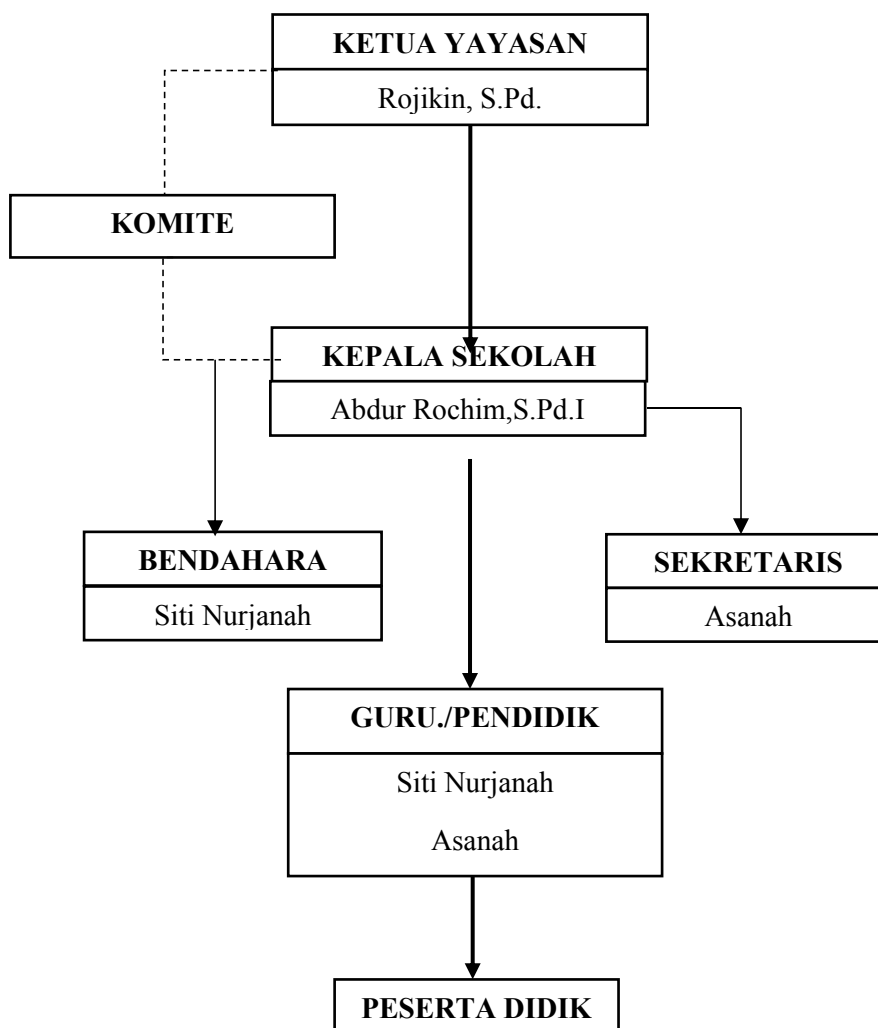 KETUA YAYASAN
Rojikin, S.Pd.
KOMITE
KEPALA SEKOLAH
Abdur Rochim,S.Pd.I
BENDAHARA
Siti Nurjanah
SEKRETARIS
Asanah
GURU./PENDIDIK
Siti Nurjanah
Asanah
PESERTA DIDIK